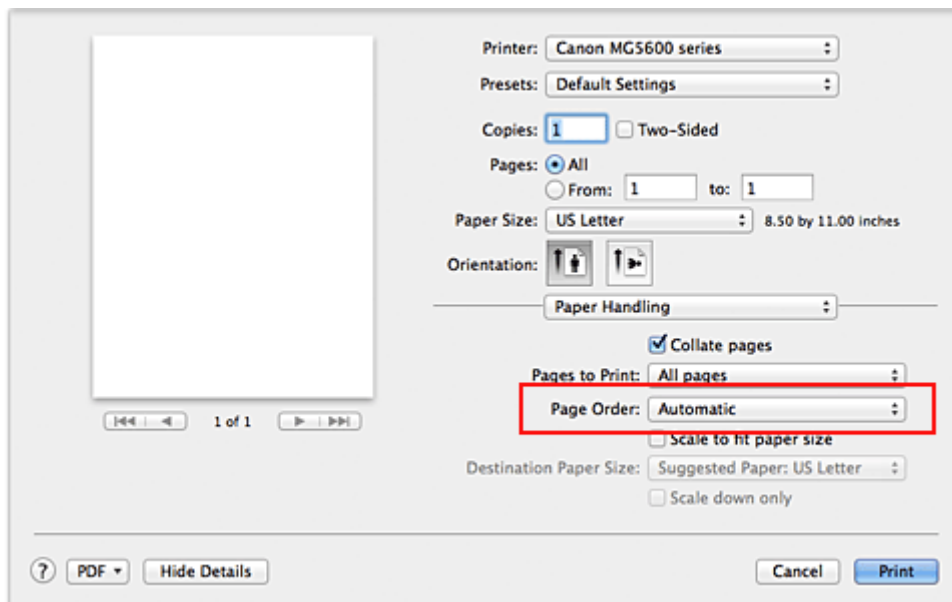 Printer: Canon MG5600 series
Presets: Default Settings
Copies: 1 Two-Sided
Pages: All
From: 1 to: 1
Paper Size: US Letter 8.50 by 11.00 inches
Orientation:
Paper Handling
Collate pages
Pages to Print: All pages
Page Order: Automatic
Scale to fit paper size
Destination Paper Size: Suggested Paper: US Letter
Scale down only
1 of 1
? PDF Hide Details Cancel Print